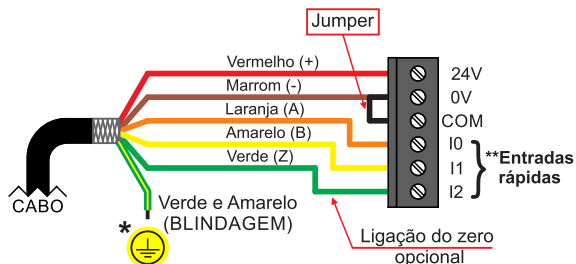 Jumper
Vermelho (+)
24V
Marrom (-)
0V
Laranja (A)
COM
Amarelo (B)
I0
Verde (Z)
I1
I2
**Entradas
rápidas
CABO
Verde e Amarelo
(BLINDAGEM)
*
Ligação do zero
opcional